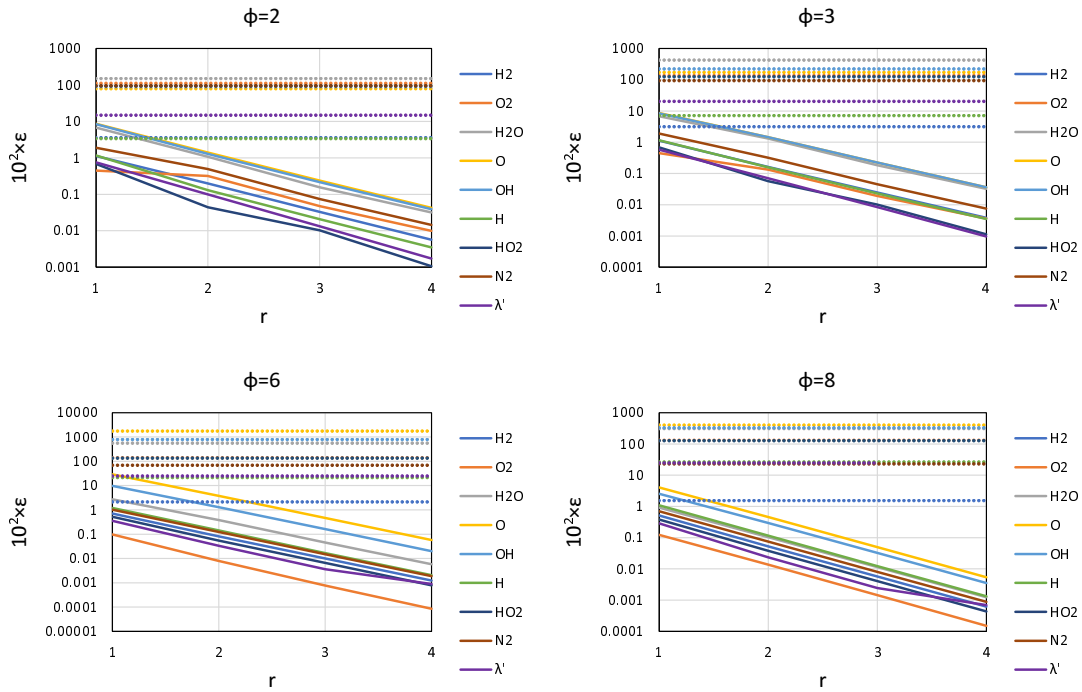 ϕ=2
1000
100
10
1
0.1
0.01
0.001
10²×ε
1 2 3 4
r
H2
O2
H2O
O
OH
H
HO2
N2
λ'
ϕ=3
1000
100
10
1
0.1
0.01
0.001
0.0001
10²×ε
1 2 3 4
r
H2
O2
H2O
O
OH
H
HO2
N2
λ'
ϕ=6
10000
1000
100
10
1
0.1
0.01
0.001
0.0001
0.00001
10²×ε
1 2 3 4
r
H2
O2
H2O
O
OH
H
HO2
N2
λ'
ϕ=8
1000
100
10
1
0.1
0.01
0.001
0.0001
10²×ε
1 2 3 4
r
H2
O2
H2O
O
OH
H
HO2
N2
λ'